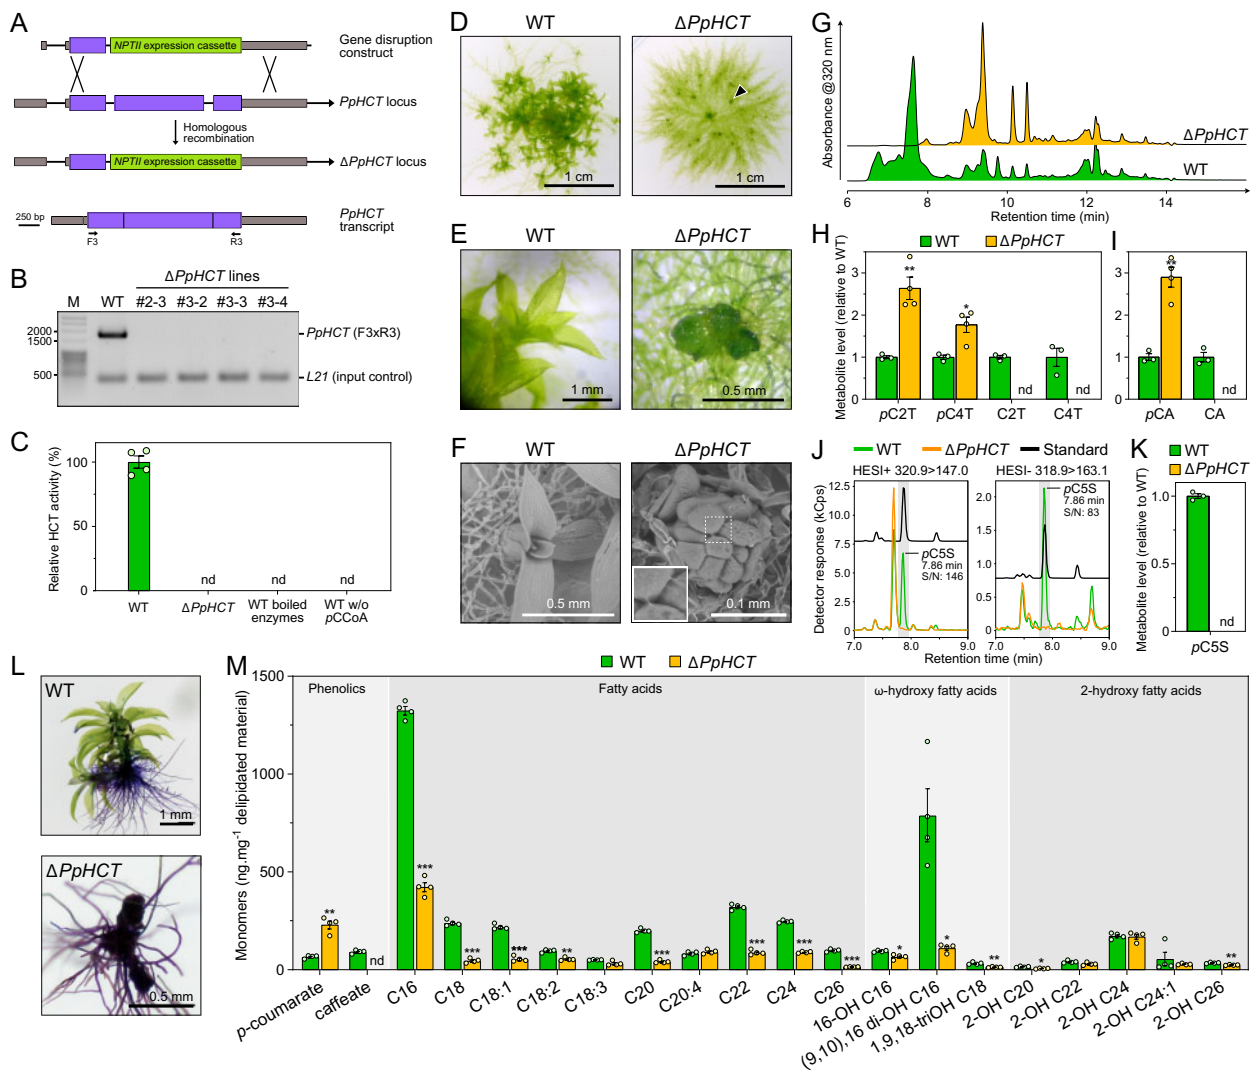 A
NPTII expression cassette
Gene disruption
construct
PpHCT locus
Homologous
recombination
NPTII expression cassette
ΔPpHCT locus
250 bp
F3
R3
PpHCT
transcript
B
ΔPpHCT lines
M
WT
#2-3
#3-2
#3-3
#3-4
2000
1500
500
PpHCT (F3xR3)
L21 (input control)
C
Relative HCT activity (%)
100
50
0
nd
nd
nd
WT
ΔPpHCT
WT boiled
enzymes
WT w/o
pCCoA
D
WT
ΔPpHCT
1 cm
1 cm
E
WT
ΔPpHCT
1 mm
0.5 mm
F
WT
ΔPpHCT
0.5 mm
0.1 mm
G
Absorbance @320 nm
ΔPpHCT
WT
6
8
10
12
14
Retention time (min)
H
WT
ΔPpHCT
Metabolite level (relative to WT)
3
2
1
0
**
*
nd
nd
pC2T
pC4T
C2T
C4T
I
3
2
1
0
**
nd
pCA
CA
J
WT
ΔPpHCT
Standard
HESI+ 320.9>147.0
HESI- 318.9>163.1
Detector response (kCps)
12.5
10.0
7.5
5.0
2.5
0
pC5S
7.86 min
S/N: 146
7.0
8.0
9.0
2.0
1.5
1.0
0.5
0
pC5S
7.86 min
S/N: 83
7.0
8.0
9.0
Retention time (min)
K
WT
ΔPpHCT
Metabolite level (relative to WT)
1.0
0.5
0
nd
pC5S
L
WT
1 mm
ΔPpHCT
0.5 mm
M
WT
ΔPpHCT
Monomers (ng.mg-1 delipidated material)
1500
1000
500
0
Phenolics
Fatty acids
ω-hydroxy fatty acids
2-hydroxy fatty acids
**
nd
***
***
***
**
***
***
***
***
*
*
**
*
**
p-coumarate
caffeate
C16
C18
C18:1
C18:2
C18:3
C20
C20:4
C22
C24
C26
16-OH C16
(9,10),16 di-OH C16
1,9,18-triOH C18
2-OH C20
2-OH C22
2-OH C24
2-OH C24:1
2-OH C26